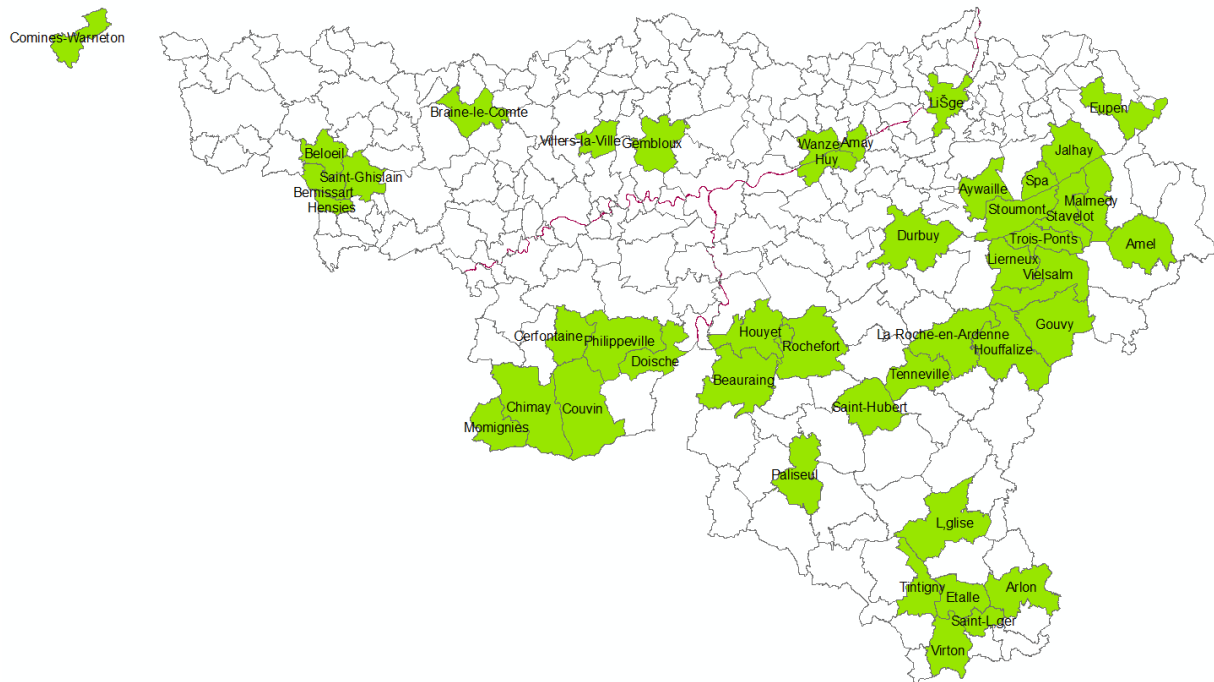 Comines-Warneton
LiŠge
Eupen
Braine-le-Comte
Villers-la-Ville
Gembloux
Wanze
Amay
Huy
Beloeil
Saint-Ghislain
Bernissart
Hensies
Jalhay
Spa
Aywaille
Malmedy
Stoumont
Stavelot
Durbuy
Trois-Ponts
Amel
Lierneux
Vielsalm
Gouvy
Houyet
La Roche-en-Ardenne
Cerfontaine
Philippeville
Rochefort
Houffalize
Doische
Beauraing
Tenneville
Chimay
Couvin
Saint-Hubert
Momignies
Paliseul
L‚glise
Tintigny
Etalle
Arlon
Saint-L‚ger
Virton